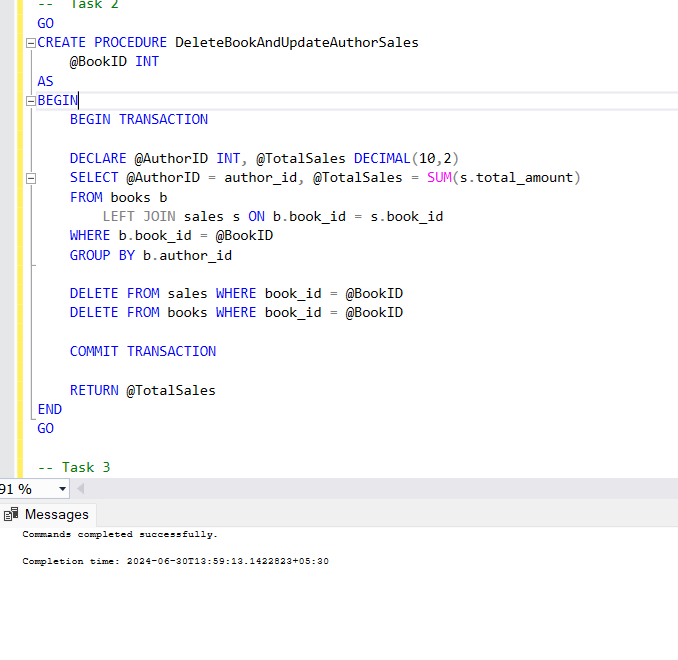 -- Task 2
GO
CREATE PROCEDURE DeleteBookAndUpdateAuthorSales
    @BookID INT
AS
BEGIN
    BEGIN TRANSACTION

    DECLARE @AuthorID INT, @TotalSales DECIMAL(10,2)
    SELECT @AuthorID = author_id, @TotalSales = SUM(s.total_amount)
    FROM books b
        LEFT JOIN sales s ON b.book_id = s.book_id
    WHERE b.book_id = @BookID
    GROUP BY b.author_id

    DELETE FROM sales WHERE book_id = @BookID
    DELETE FROM books WHERE book_id = @BookID

    COMMIT TRANSACTION

    RETURN @TotalSales
END
GO

-- Task 3
91 %
Messages
Commands completed successfully.

Completion time: 2024-06-30T13:59:13.1422823+05:30